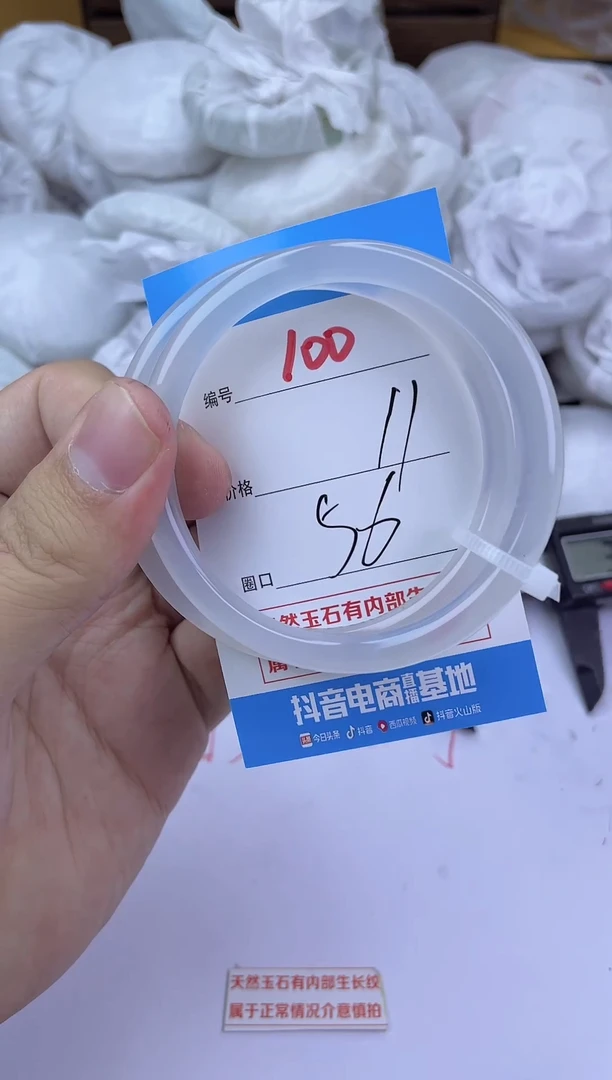 编号 100
价格 11
圈口 56
然玉石有内部生
属
抖音电商直播基地
今日头条 抖音 西瓜视频 抖音火山版
天然玉石有内部生长纹
属于正常情况介意慎拍